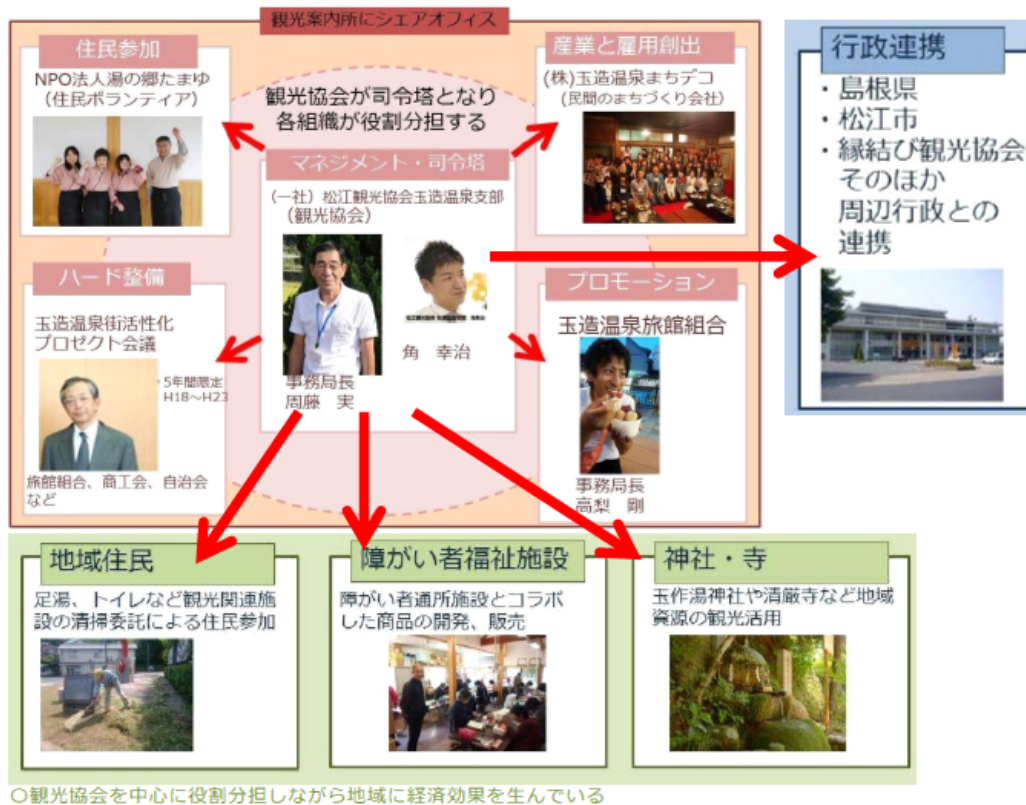 観光案内所にシェアオフィス
住民参加
NPO法人湯の郷たまゆ
(住民ボランティア)
観光協会が司令塔となり
各組織が役割分担する
産業と雇用創出
(株)玉造温泉まちデコ
(民間のまちづくり会社)
マネジメント・司令塔
(一社)松江観光協会玉造温泉支部
(観光協会)
角 幸治
事務局長
周藤 実
ハード整備
玉造温泉街活性化
プロゼクト会議
5年間限定
H18~H23
旅館組合、商工会、自治会
など
プロモーション
玉造温泉旅館組合
事務局長
高梨 剛
行政連携
・島根県
・松江市
・縁結び観光協会
そのほか
周辺行政との
連携
地域住民
足湯、トイレなど観光関連施
設の清掃委託による住民参加
障がい者福祉施設
障がい者通所施設とコラボ
した商品の開発、販売
神社・寺
玉作湯神社や清厳寺など地域
資源の観光活用
○観光協会を中心に役割分担しながら地域に経済効果を生んでいる